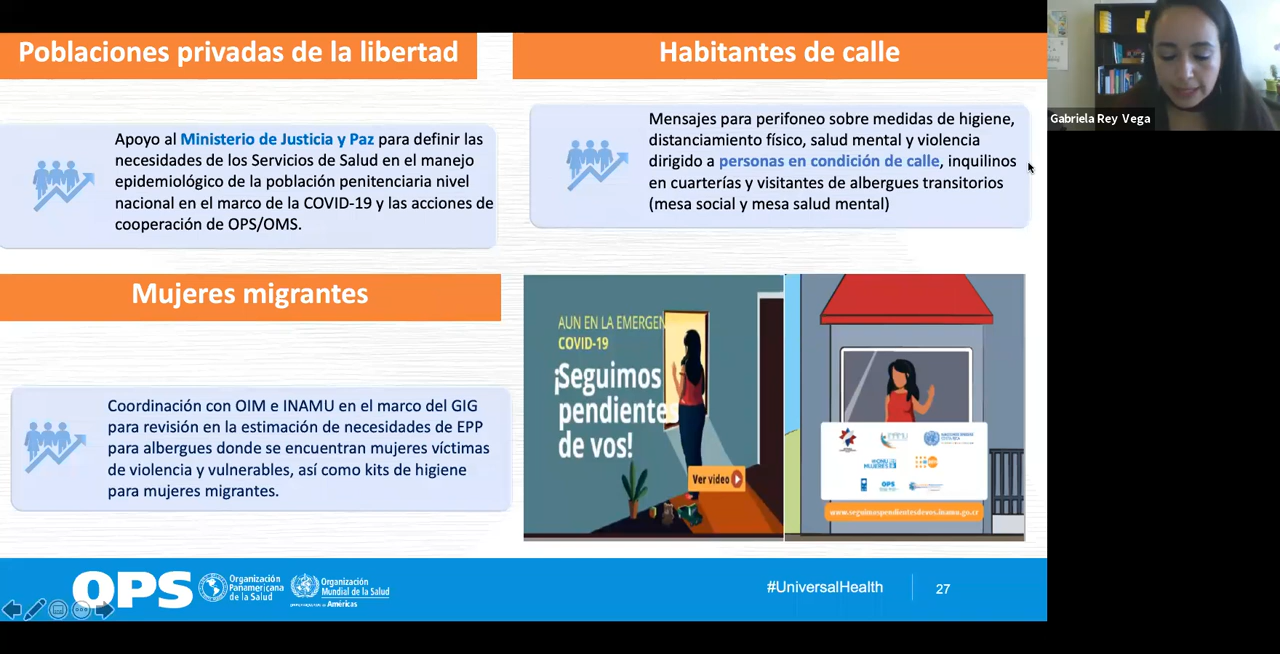 Poblaciones privadas de la libertad
Apoyo al Ministerio de Justicia y Paz para definir las
necesidades de los Servicios de Salud en el manejo
epidemiológico de la población penitenciaria nivel
nacional en el marco de la COVID-19 y las acciones de
cooperación de OPS/OMS.
Habitantes de calle
Mensajes para perifoneo sobre medidas de higiene,
distanciamiento físico, salud mental y violencia
dirigido a personas en condición de calle, inquilinos
en cuarterías y visitantes de albergues transitorios
(mesa social y mesa salud mental)
Gabriela Rey Vega
Mujeres migrantes
Coordinación con OIM e INAMU en el marco del GIG
para revisión en la estimación de necesidades de EPP
para albergues donde se encuentran mujeres víctimas
de violencia y vulnerables, así como kits de higiene
para mujeres migrantes.
AUN EN LA EMERGEN
COVID-19
¡Seguimos
pendiente
de vos!
Ver video
NACIONES UNIDAS
COSTA RICA
ONU
MUJERES
OPS
www.seguimospendientesdevos.inamu.go.cr
OPS
Organización
Panamericana
de la Salud
Organización
Mundial de la Salud
Américas
#UniversalHealth
27